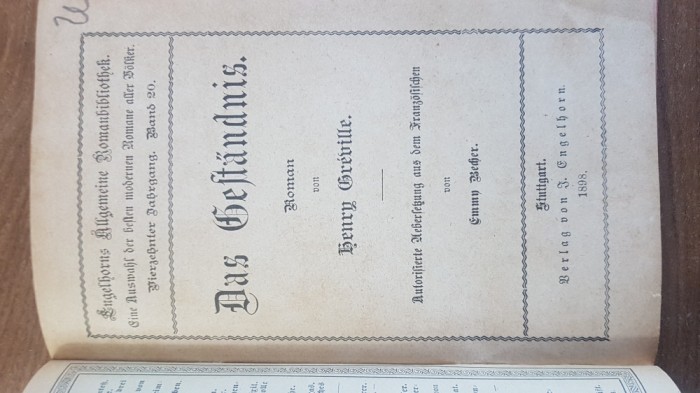 Engelhorns Allgemeine Romanbibliothek.
Eine Auswahl der besten modernen Romane aller Völker.
Vierzehnter Jahrgang. Band 20.
Das Geständnis.
Roman
von
Henry Gréville.
Autorisierte Uebersetzung aus dem Französischen
von
Emmy Becher.
Stuttgart.
Verlag von J. Engelhorn.
1898.